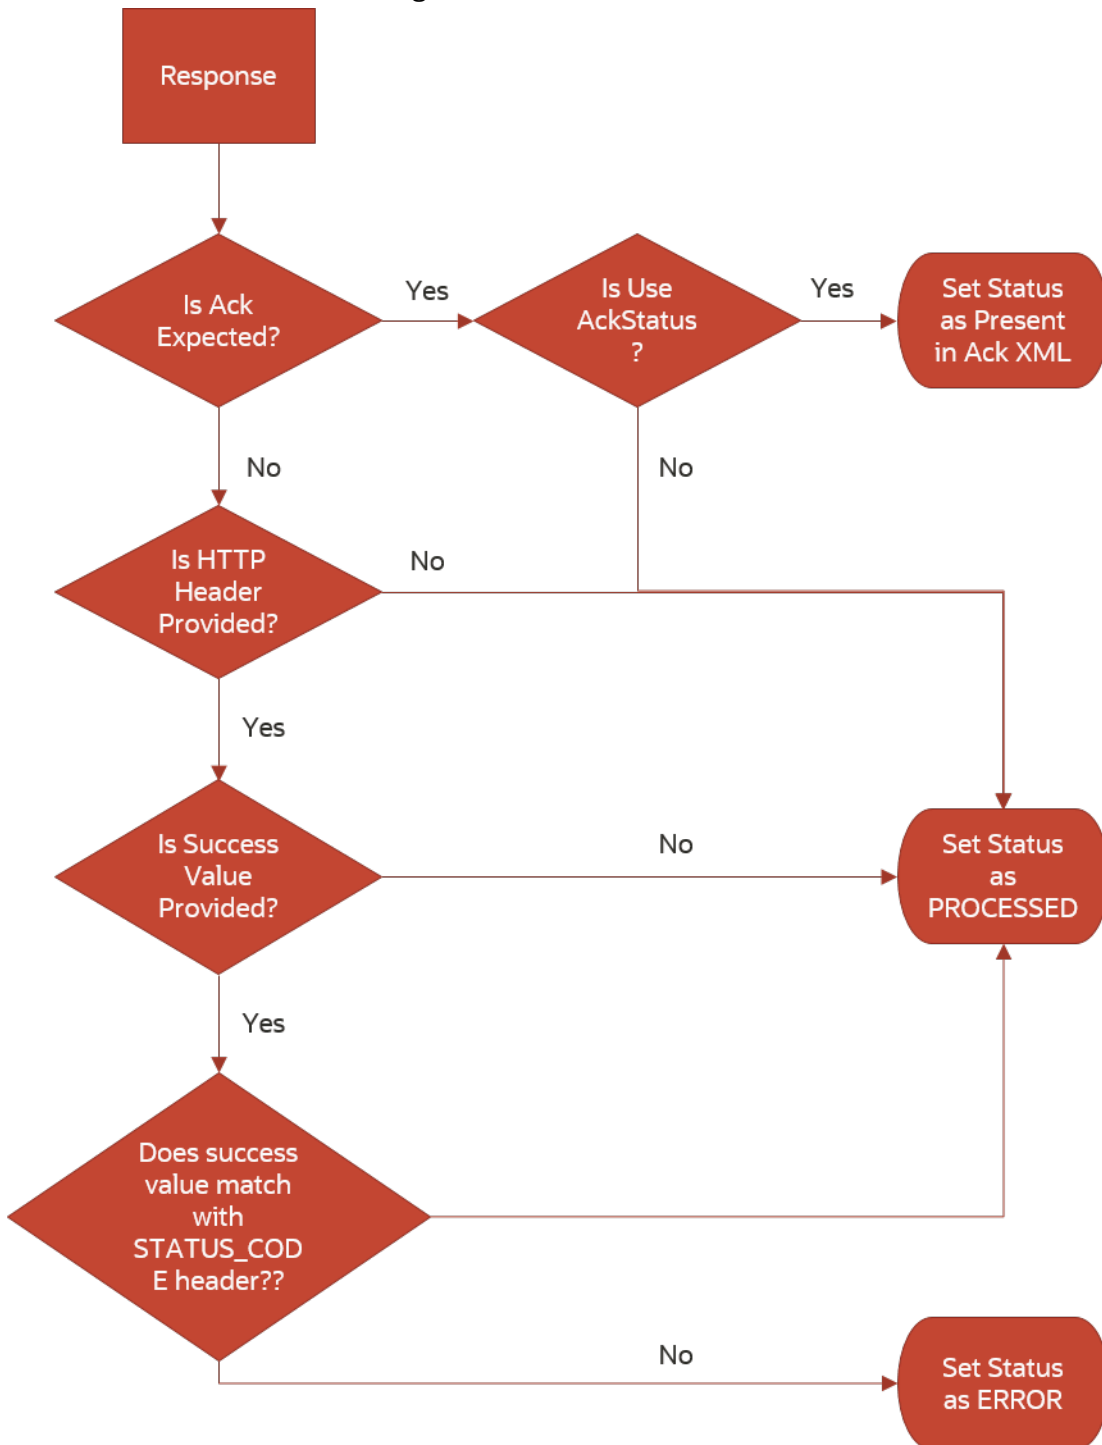 Response
Is Ack
Expected?
Yes
Is Use
AckStatus
?
Yes
Set Status
as Present
in Ack XML
No
No
Is HTTP
Header
Provided?
No
Yes
Is Success
Value
Provided?
No
Set Status
as
PROCESSED
Yes
Does success
value match
with
STATUS_COD
E header??
No
Set Status
as ERROR